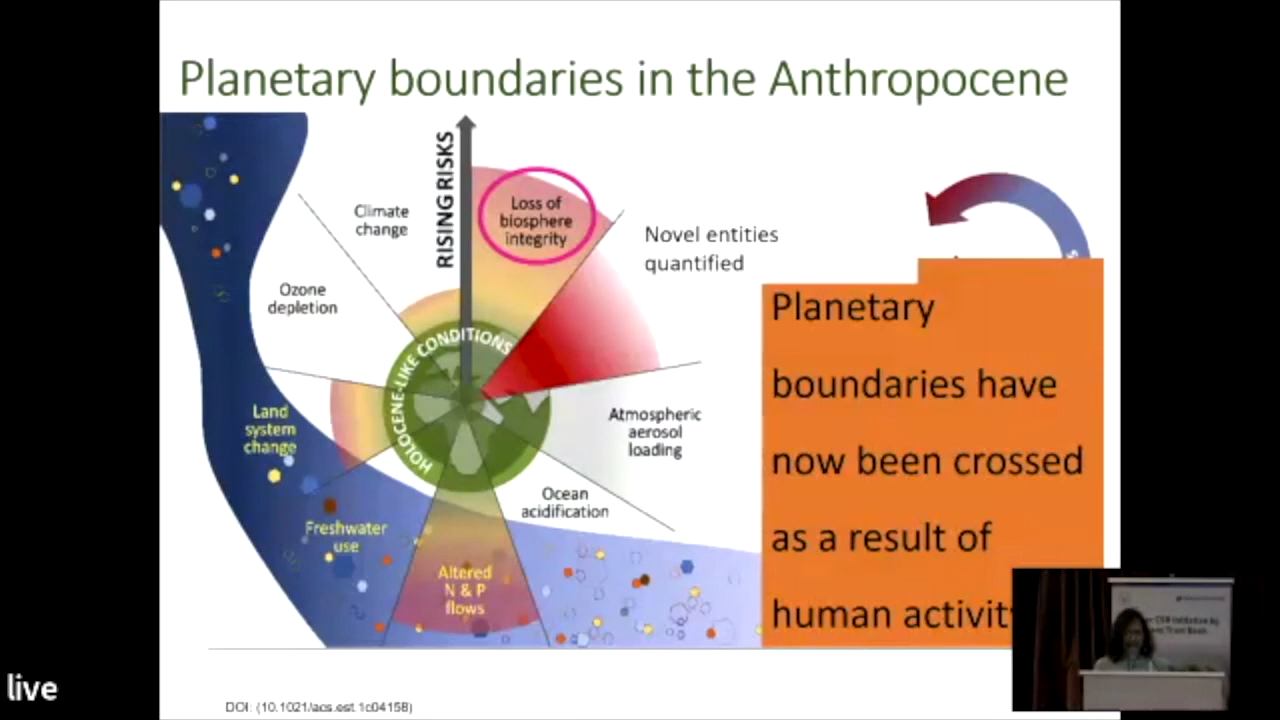 Planetary boundaries in the Anthropocene
RISING RISKS
Climate
change
Loss of
biosphere
integrity
Novel entities
quantified
Ozone
depletion
HOLOCENE-LIKE CONDITIONS
Land
system
change
Atmospheric
aerosol
loading
Ocean
acidification
Freshwater
use
Altered
N & P
flows
Planetary
boundaries have
now been crossed
as a result of
human activit
live
DOI: (10.1021/acs.est.1c04158)